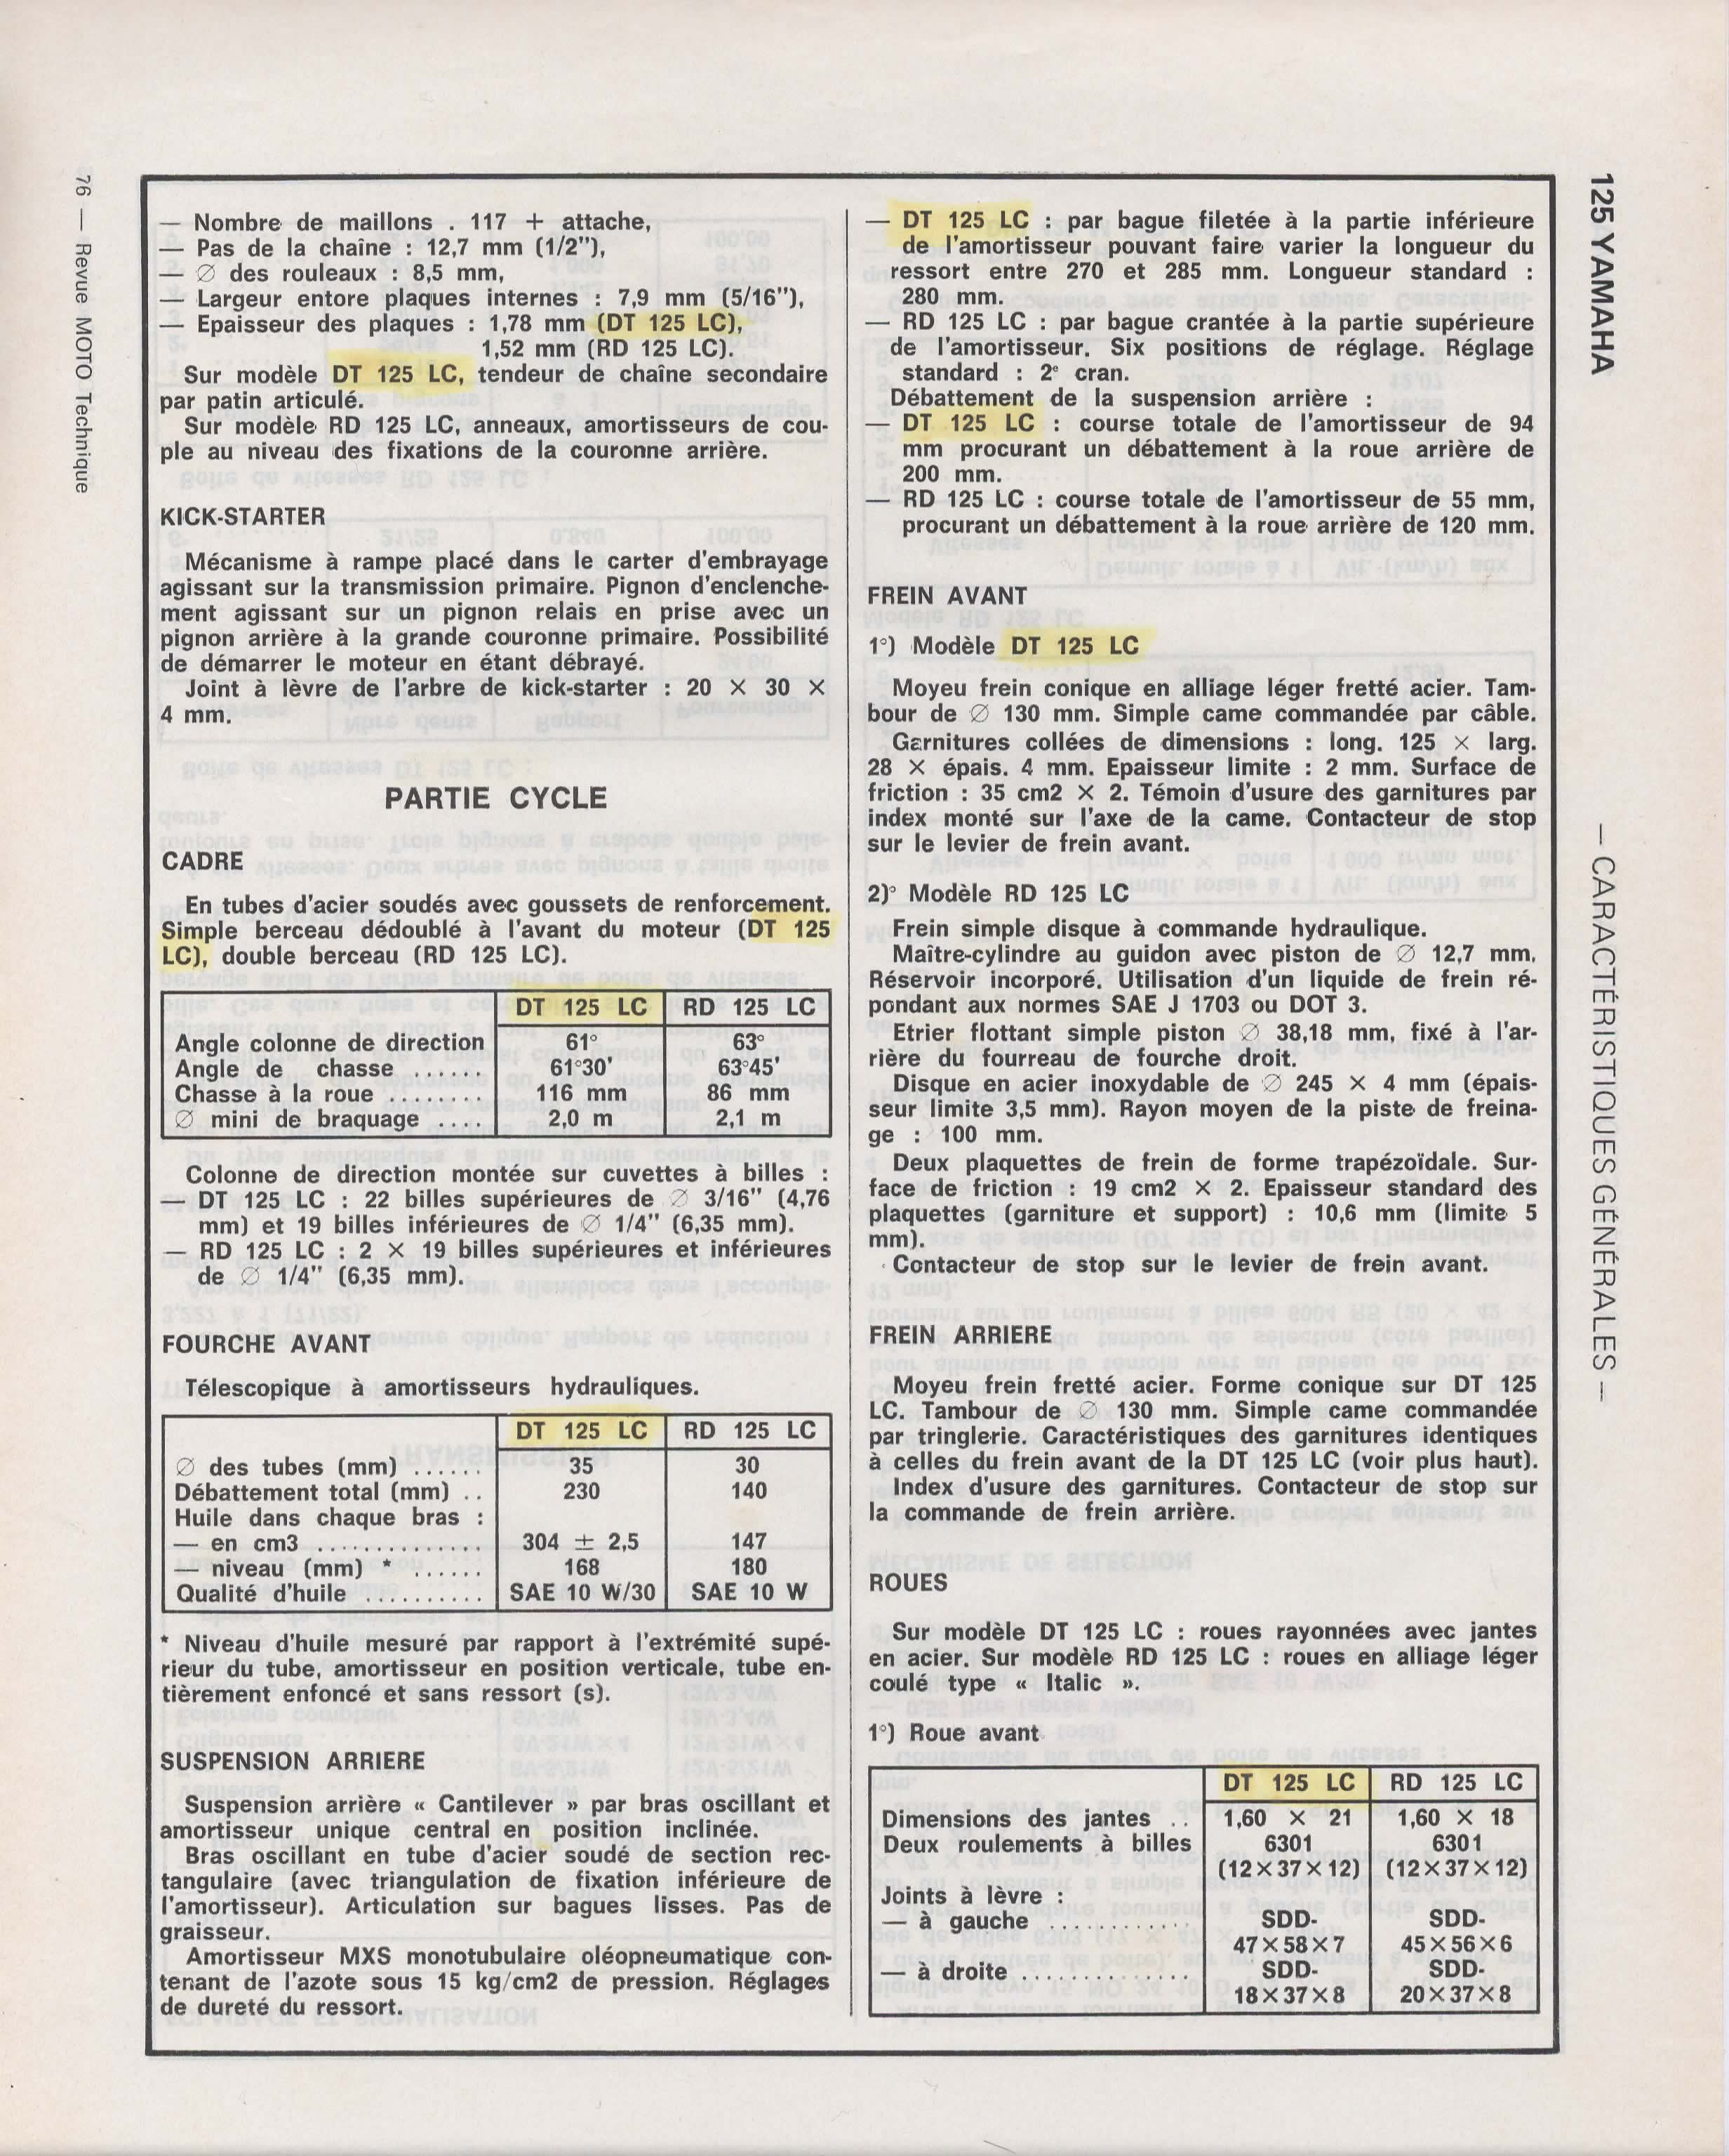 — Nombre de maillons . 117 + attache,
— Pas de la chaîne : 12,7 mm (1/2"),
— ∅ des rouleaux : 8,5 mm,
— Largeur entore plaques internes : 7,9 mm (5/16"),
— Epaisseur des plaques : 1,78 mm (DT 125 LC),
1,52 mm (RD 125 LC).
Sur modèle DT 125 LC, tendeur de chaîne secondaire
par patin articulé.
Sur modèle RD 125 LC, anneaux, amortisseurs de cou-
ple au niveau des fixations de la couronne arrière.
KICK-STARTER
Mécanisme à rampe placé dans le carter d'embrayage
agissant sur la transmission primaire. Pignon d'enclenche-
ment agissant sur un pignon relais en prise avec un
pignon arrière à la grande couronne primaire. Possibilité
de démarrer le moteur en étant débrayé.
Joint à lèvre de l'arbre de kick-starter : 20 × 30 ×
4 mm.
PARTIE CYCLE
CADRE
En tubes d'acier soudés avec goussets de renforcement.
Simple berceau dédoublé à l'avant du moteur (DT 125
LC), double berceau (RD 125 LC).
DT 125 LC RD 125 LC
Angle colonne de direction 61° 63°
Angle de chasse ...... 61°30' 63°45'
Chasse à la roue ........ 116 mm 86 mm
∅ mini de braquage .... 2,0 m 2,1 m
Colonne de direction montée sur cuvettes à billes :
— DT 125 LC : 22 billes supérieures de ∅ 3/16" (4,76
mm) et 19 billes inférieures de ∅ 1/4" (6,35 mm).
— RD 125 LC : 2 × 19 billes supérieures et inférieures
de ∅ 1/4" (6,35 mm).
FOURCHE AVANT
Télescopique à amortisseurs hydrauliques.
DT 125 LC RD 125 LC
∅ des tubes (mm) ...... 35 30
Débattement total (mm) .. 230 140
Huile dans chaque bras :
— en cm3 .............. 304 ± 2,5 147
— niveau (mm) * ...... 168 180
Qualité d'huile .......... SAE 10 W/30 SAE 10 W
* Niveau d'huile mesuré par rapport à l'extrémité supé-
rieur du tube, amortisseur en position verticale, tube en-
tièrement enfoncé et sans ressort (s).
SUSPENSION ARRIERE
Suspension arrière « Cantilever » par bras oscillant et
amortisseur unique central en position inclinée.
Bras oscillant en tube d'acier soudé de section rec-
tangulaire (avec triangulation de fixation inférieure de
l'amortisseur). Articulation sur bagues lisses. Pas de
graisseur.
Amortisseur MXS monotubulaire oléopneumatique con-
tenant de l'azote sous 15 kg/cm2 de pression. Réglages
de dureté du ressort.
— DT 125 LC : par bague filetée à la partie inférieure
de l'amortisseur pouvant faire varier la longueur du
ressort entre 270 et 285 mm. Longueur standard :
280 mm.
— RD 125 LC : par bague crantée à la partie supérieure
de l'amortisseur. Six positions de réglage. Réglage
standard : 2e cran.
Débattement de la suspension arrière :
— DT 125 LC : course totale de l'amortisseur de 94
mm procurant un débattement à la roue arrière de
200 mm.
— RD 125 LC : course totale de l'amortisseur de 55 mm,
procurant un débattement à la roue arrière de 120 mm.
FREIN AVANT
1°) Modèle DT 125 LC
Moyeu frein conique en alliage léger fretté acier. Tam-
bour de ∅ 130 mm. Simple came commandée par câble.
Garnitures collées de dimensions : long. 125 × larg.
28 × épais. 4 mm. Epaisseur limite : 2 mm. Surface de
friction : 35 cm2 × 2. Témoin d'usure des garnitures par
index monté sur l'axe de la came. Contacteur de stop
sur le levier de frein avant.
2)° Modèle RD 125 LC
Frein simple disque à commande hydraulique.
Maître-cylindre au guidon avec piston de ∅ 12,7 mm.
Réservoir incorporé. Utilisation d'un liquide de frein ré-
pondant aux normes SAE J 1703 ou DOT 3.
Etrier flottant simple piston ∅ 38,18 mm, fixé à l'ar-
rière du fourreau de fourche droit.
Disque en acier inoxydable de ∅ 245 × 4 mm (épais-
seur limite 3,5 mm). Rayon moyen de la piste de freina-
ge : 100 mm.
Deux plaquettes de frein de forme trapézoïdale. Sur-
face de friction : 19 cm2 × 2. Epaisseur standard des
plaquettes (garniture et support) : 10,6 mm (limite 5
mm).
Contacteur de stop sur le levier de frein avant.
FREIN ARRIERE
Moyeu frein fretté acier. Forme conique sur DT 125
LC. Tambour de ∅ 130 mm. Simple came commandée
par tringlerie. Caractéristiques des garnitures identiques
à celles du frein avant de la DT 125 LC (voir plus haut).
Index d'usure des garnitures. Contacteur de stop sur
la commande de frein arrière.
ROUES
Sur modèle DT 125 LC : roues rayonnées avec jantes
en acier. Sur modèle RD 125 LC : roues en alliage léger
coulé type « Italic ».
1°) Roue avant
DT 125 LC RD 125 LC
Dimensions des jantes .. 1,60 × 21 1,60 × 18
Deux roulements à billes 6301 6301
(12×37×12) (12×37×12)
Joints à lèvre :
— à gauche ............ SDD- SDD-
47×58×7 45×56×6
— à droite .............. SDD- SDD-
18×37×8 20×37×8
125 YAMAHA
— CARACTÉRISTIQUES GÉNÉRALES —
76 — Revue MOTO Technique